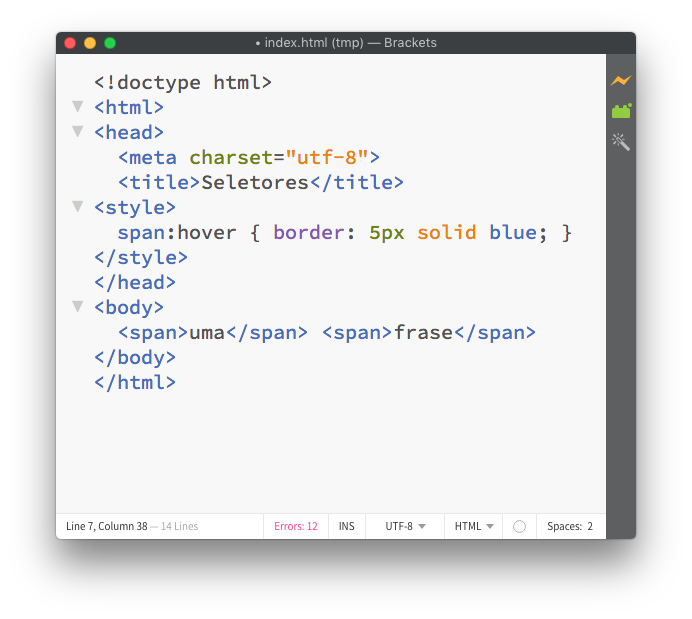 • index.html (tmp) — Brackets
<!doctype html>
<html>
<head>
  <meta charset="utf-8">
  <title>Seletores</title>
<style>
  span:hover { border: 5px solid blue; }
</style>
</head>
<body>
  <span>uma</span> <span>frase</span>
</body>
</html>
Line 7, Column 38 — 14 Lines Errors: 12 INS UTF-8 HTML Spaces: 2